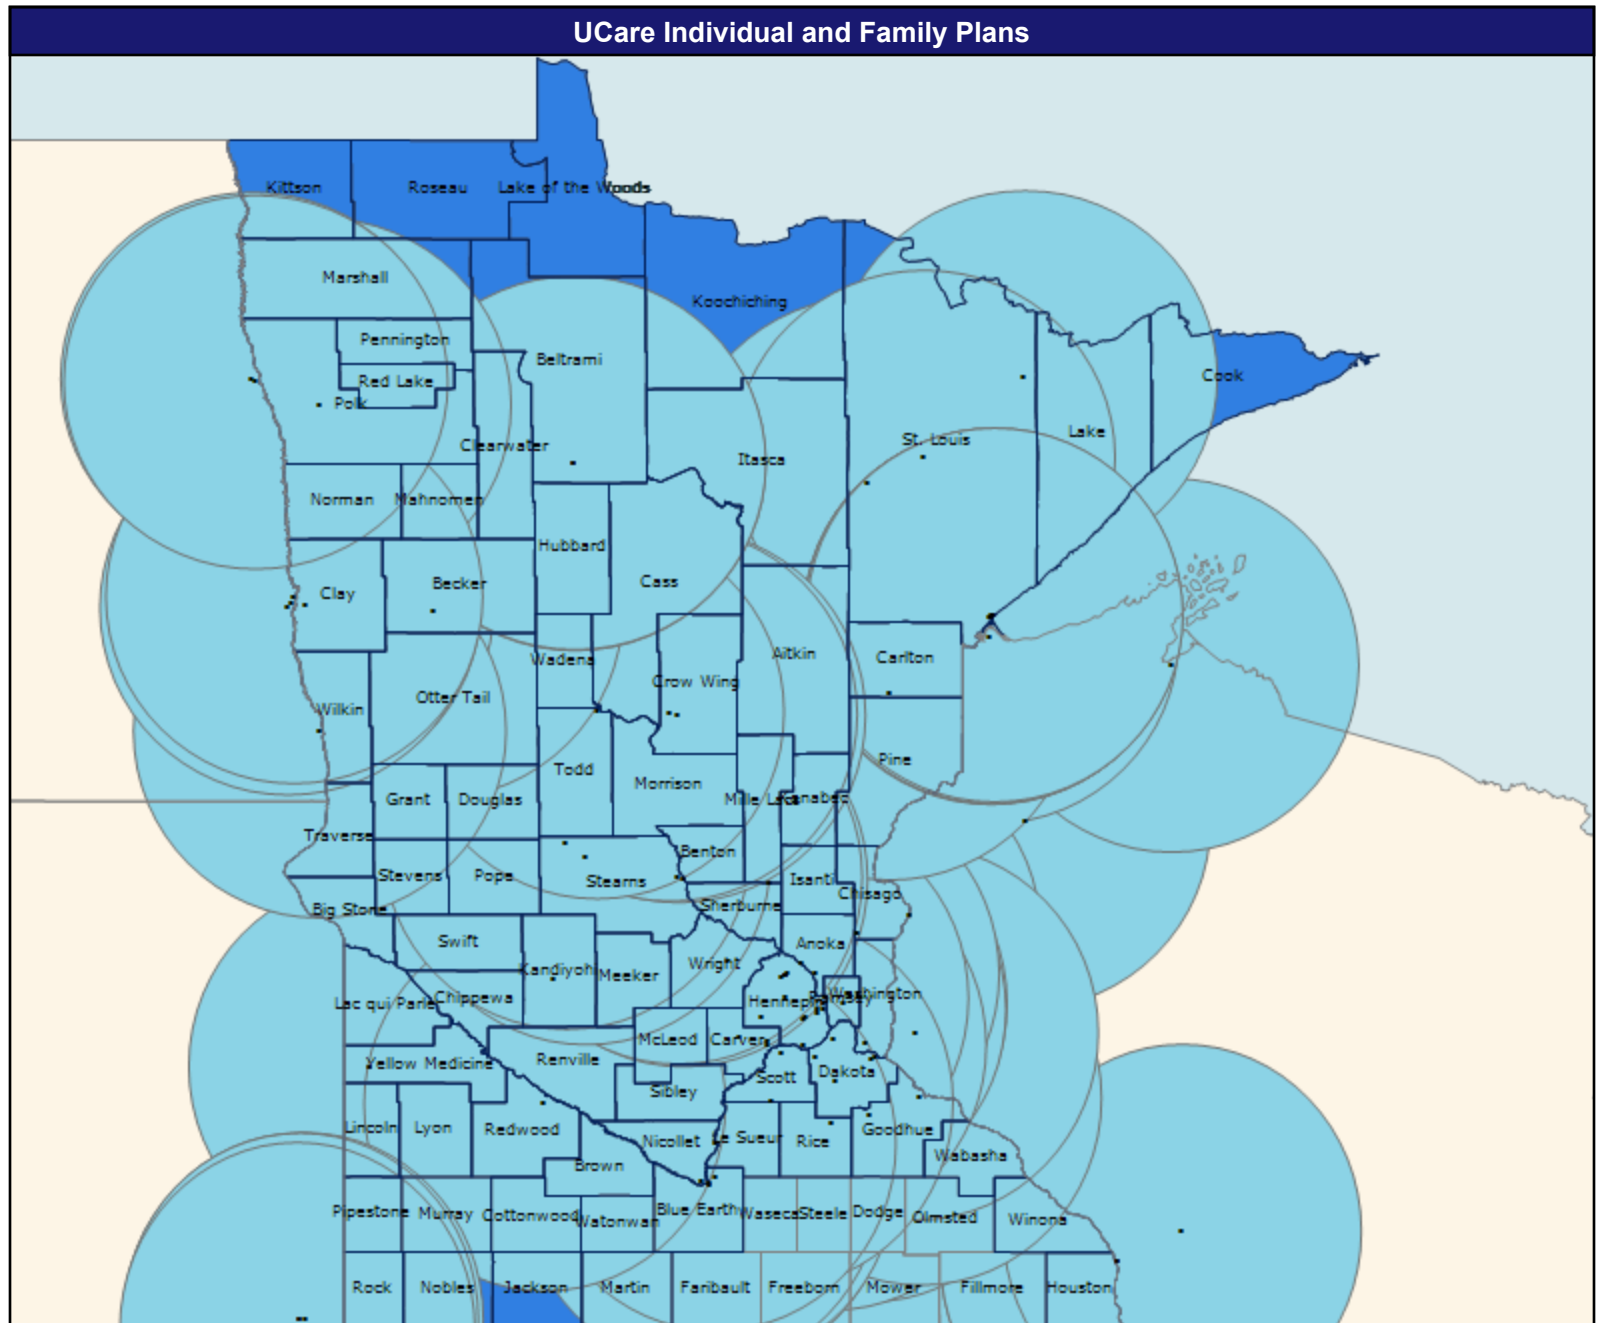 UCare Individual and Family Plans
Kittson
Roseau
Lake of the Woods
Marshall
Koochiching
Pennington
Beltrami
Red Lake
Polk
Cook
Clearwater
St. Louis
Lake
Itasca
Norman
Mahnomen
Hubbard
Cass
Becker
Clay
Wadena
Aitkin
Carlton
Crow Wing
Otter Tail
Wilkin
Pine
Todd
Morrison
Grant
Douglas
Mille Lacs
Kanabec
Traverse
Benton
Stevens
Pope
Stearns
Isanti
Chisago
Big Stone
Sherburne
Swift
Anoka
Kandiyohi
Meeker
Wright
Lac qui Parle
Chippewa
Hennepin
Ramsey
Washington
McLeod
Carver
Yellow Medicine
Renville
Scott
Dakota
Sibley
Lincoln
Lyon
Redwood
Nicollet
Le Sueur
Rice
Goodhue
Wabasha
Brown
Pipestone
Murray
Cottonwood
Watonwan
Blue Earth
Waseca
Steele
Dodge
Olmsted
Winona
Rock
Nobles
Jackson
Martin
Faribault
Freeborn
Mower
Fillmore
Houston